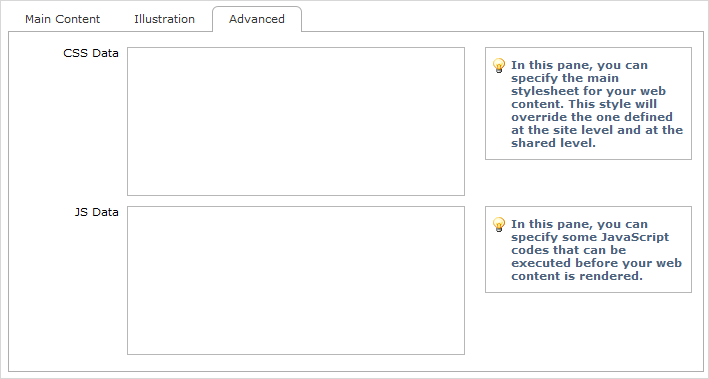 Main Content Illustration Advanced
CSS Data
In this pane, you can
specify the main
stylesheet for your web
content. This style will
override the one defined
at the site level and at the
shared level.
JS Data
In this pane, you can
specify some JavaScript
codes that can be
executed before your web
content is rendered.